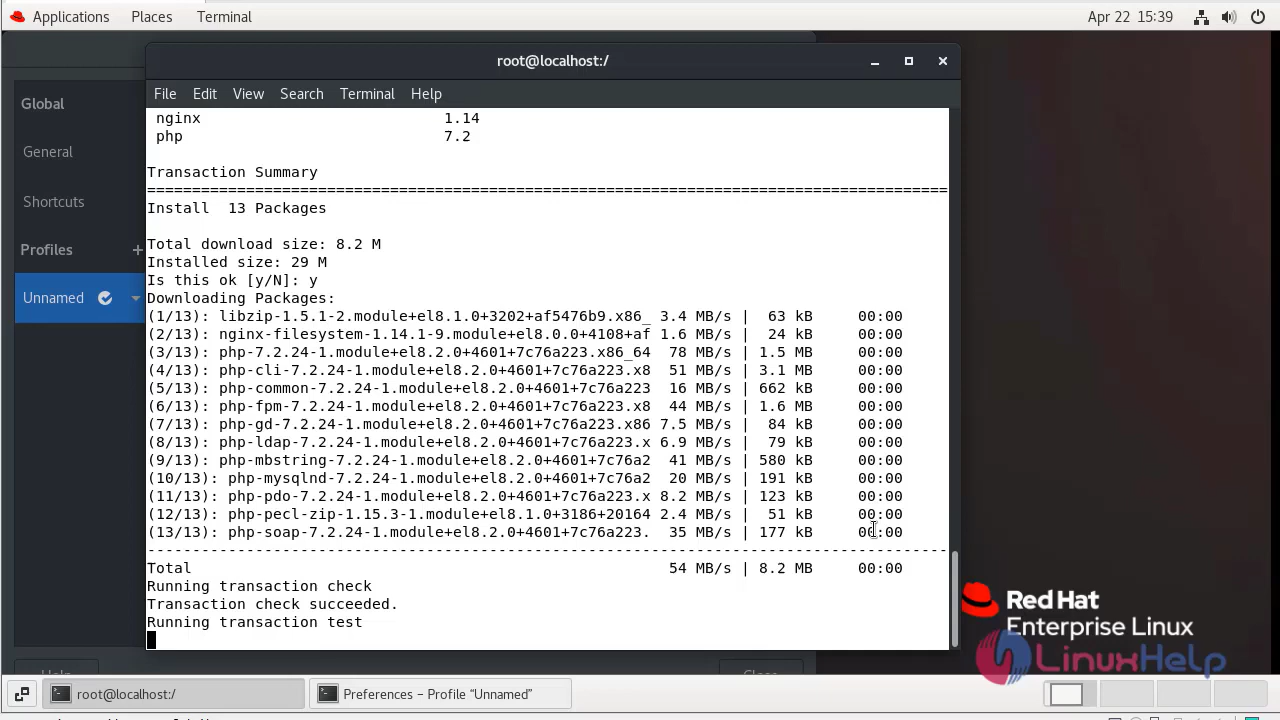 Applications Places Terminal Apr 22 15:39
root@localhost:/
File Edit View Search Terminal Help
Global
General
Shortcuts
Profiles +
Unnamed
nginx 1.14
php 7.2
Transaction Summary
================================================================================
Install 13 Packages
Total download size: 8.2 M
Installed size: 29 M
Is this ok [y/N]: y
Downloading Packages:
(1/13): libzip-1.5.1-2.module+el8.1.0+3202+af5476b9.x86_ 3.4 MB/s | 63 kB 00:00
(2/13): nginx-filesystem-1.14.1-9.module+el8.0.0+4108+af 1.6 MB/s | 24 kB 00:00
(3/13): php-7.2.24-1.module+el8.2.0+4601+7c76a223.x86_64 78 MB/s | 1.5 MB 00:00
(4/13): php-cli-7.2.24-1.module+el8.2.0+4601+7c76a223.x8 51 MB/s | 3.1 MB 00:00
(5/13): php-common-7.2.24-1.module+el8.2.0+4601+7c76a223 16 MB/s | 662 kB 00:00
(6/13): php-fpm-7.2.24-1.module+el8.2.0+4601+7c76a223.x8 44 MB/s | 1.6 MB 00:00
(7/13): php-gd-7.2.24-1.module+el8.2.0+4601+7c76a223.x86 7.5 MB/s | 84 kB 00:00
(8/13): php-ldap-7.2.24-1.module+el8.2.0+4601+7c76a223.x 6.9 MB/s | 79 kB 00:00
(9/13): php-mbstring-7.2.24-1.module+el8.2.0+4601+7c76a2 41 MB/s | 580 kB 00:00
(10/13): php-mysqlnd-7.2.24-1.module+el8.2.0+4601+7c76a2 20 MB/s | 191 kB 00:00
(11/13): php-pdo-7.2.24-1.module+el8.2.0+4601+7c76a223.x 8.2 MB/s | 123 kB 00:00
(12/13): php-pecl-zip-1.15.3-1.module+el8.1.0+3186+20164 2.4 MB/s | 51 kB 00:00
(13/13): php-soap-7.2.24-1.module+el8.2.0+4601+7c76a223. 35 MB/s | 177 kB 00:00
--------------------------------------------------------------------------------
Total 54 MB/s | 8.2 MB 00:00
Running transaction check
Transaction check succeeded.
Running transaction test
Red Hat
Enterprise Linux
LinuxHelp
root@localhost:/ Preferences – Profile “Unnamed”